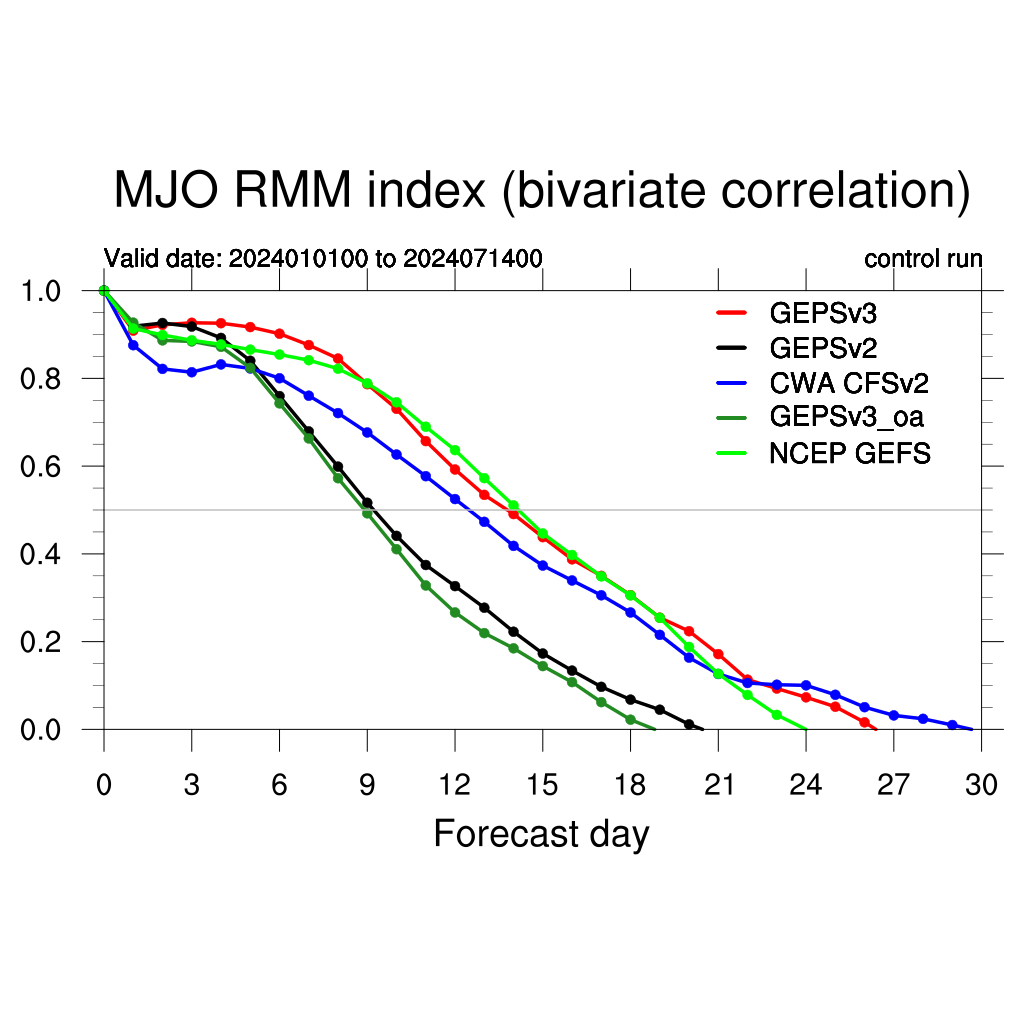 MJO RMM index (bivariate correlation)
Valid date: 2024010100 to 2024071400 control run
1.0
0.8
0.6
0.4
0.2
0.0
GEPSv3
GEPSv2
CWA CFSv2
GEPSv3_oa
NCEP GEFS
0 3 6 9 12 15 18 21 24 27 30
Forecast day